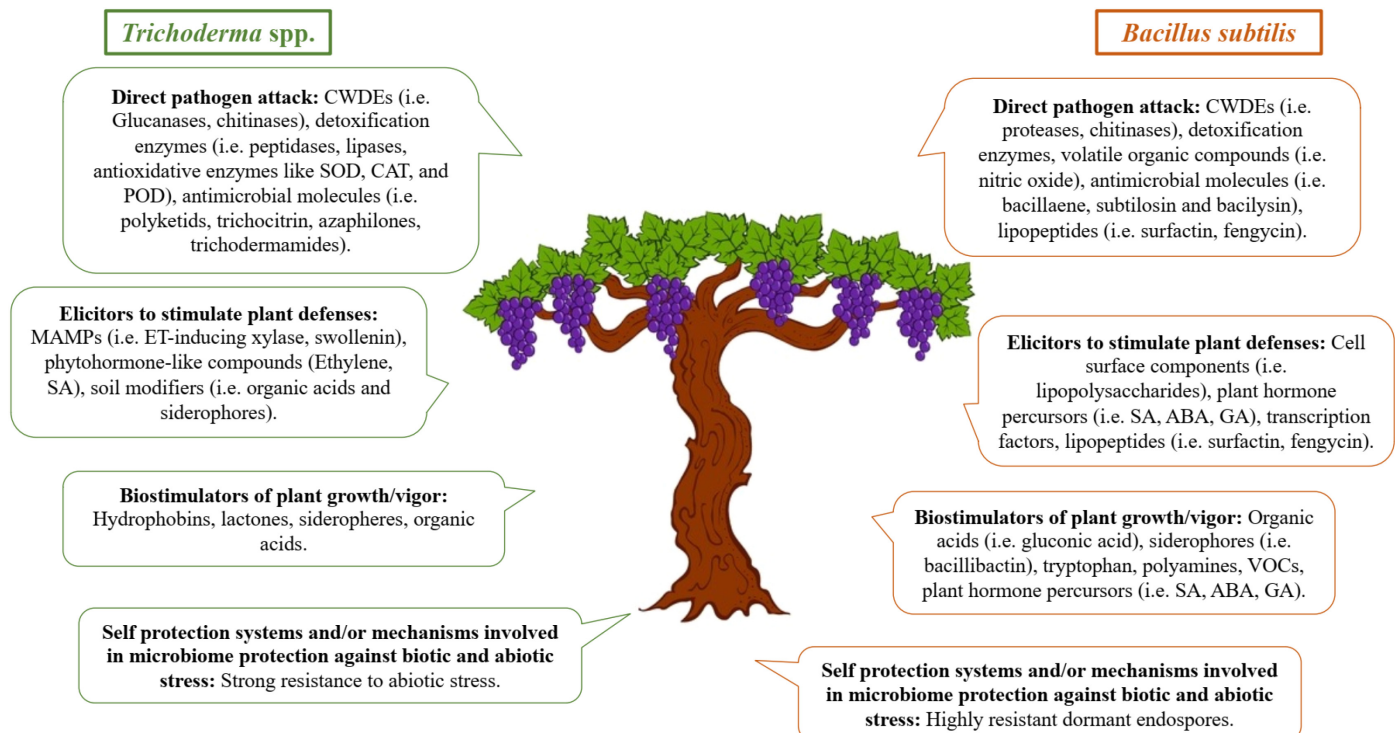 Trichoderma spp.
Direct pathogen attack: CWDEs (i.e.
Glucanases, chitinases), detoxification
enzymes (i.e. peptidases, lipases,
antioxidative enzymes like SOD, CAT, and
POD), antimicrobial molecules (i.e.
polyketids, trichocitrin, azaphilones,
trichodermamides).
Elicitors to stimulate plant defenses:
MAMPs (i.e. ET-inducing xylase, swollenin),
phytohormone-like compounds (Ethylene,
SA), soil modifiers (i.e. organic acids and
siderophores).
Biostimulators of plant growth/vigor:
Hydrophobins, lactones, sideropheres, organic
acids.
Self protection systems and/or mechanisms involved
in microbiome protection against biotic and abiotic
stress: Strong resistance to abiotic stress.
Bacillus subtilis
Direct pathogen attack: CWDEs (i.e.
proteases, chitinases), detoxification
enzymes, volatile organic compounds (i.e.
nitric oxide), antimicrobial molecules (i.e.
bacillaene, subtilosin and bacilysin),
lipopeptides (i.e. surfactin, fengycin).
Elicitors to stimulate plant defenses: Cell
surface components (i.e.
lipopolysaccharides), plant hormone
percursors (i.e. SA, ABA, GA), transcription
factors, lipopeptides (i.e. surfactin, fengycin).
Biostimulators of plant growth/vigor: Organic
acids (i.e. gluconic acid), siderophores (i.e.
bacillibactin), tryptophan, polyamines, VOCs,
plant hormone percursors (i.e. SA, ABA, GA).
Self protection systems and/or mechanisms involved
in microbiome protection against biotic and abiotic
stress: Highly resistant dormant endospores.